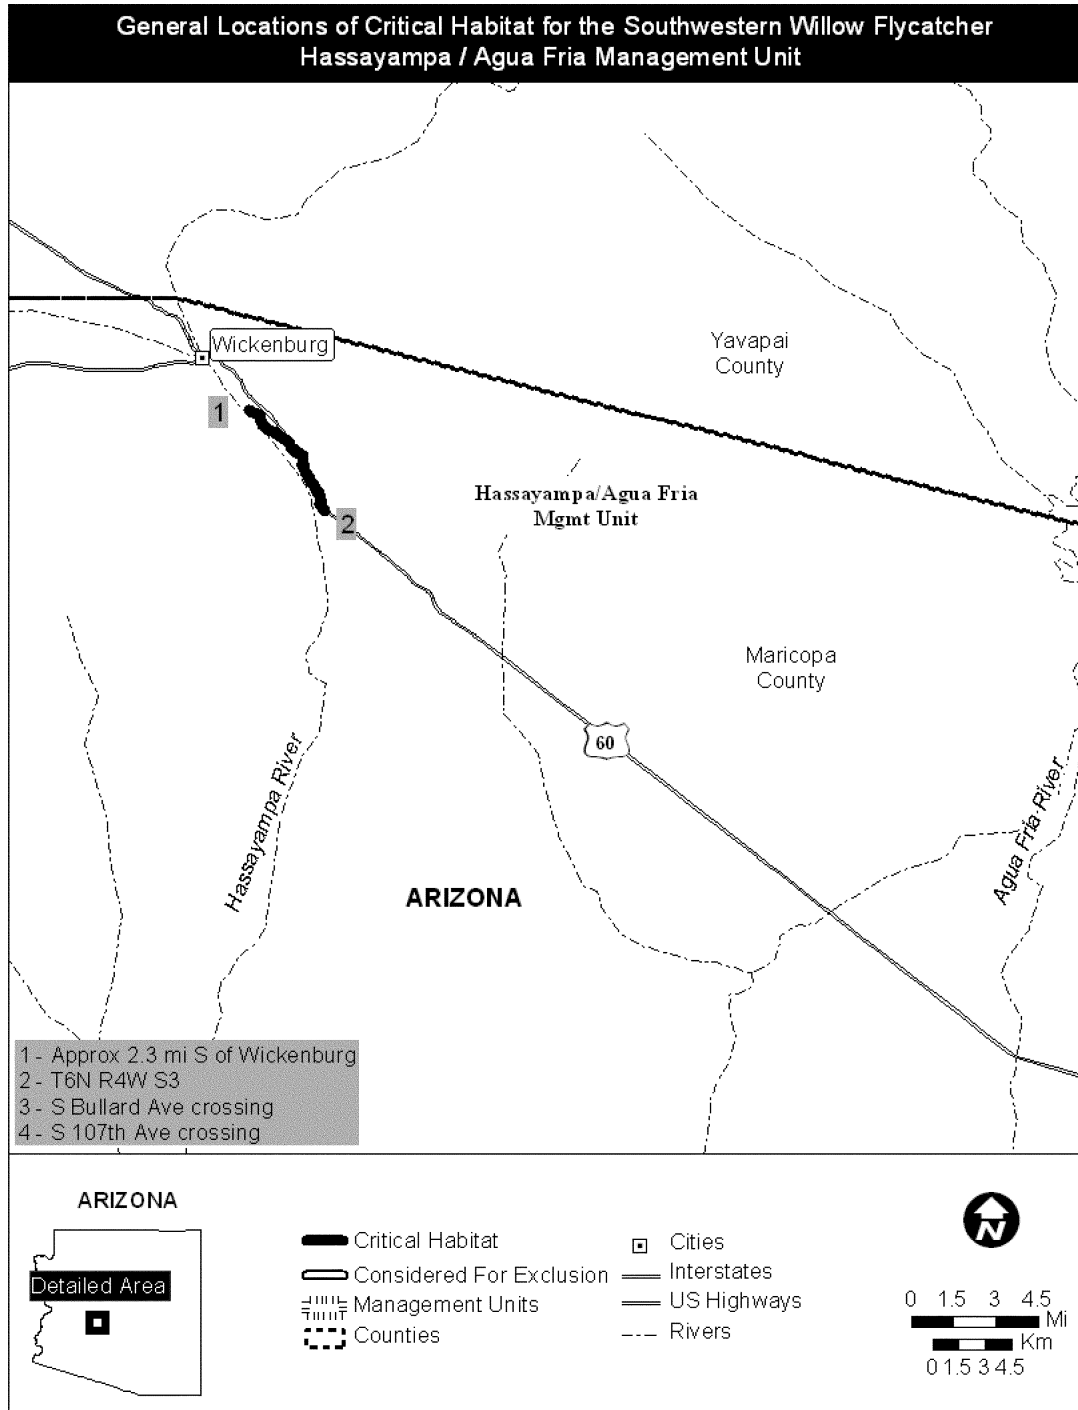 General Locations of Critical Habitat for the Southwestern Willow Flycatcher
Hassayampa / Agua Fria Management Unit
Wickenburg
Yavapai
County
1
Hassayampa/Agua Fria
Mgmt Unit
2
Maricopa
County
60
Hassayampa River
Agua Fria River
ARIZONA
1 - Approx 2.3 mi S of Wickenburg
2 - T6N R4W S3
3 - S Bullard Ave crossing
4 - S 107th Ave crossing
ARIZONA
Detailed Area
Critical Habitat
Considered For Exclusion
Management Units
Counties
Cities
Interstates
US Highways
Rivers
N
0 1.5 3 4.5
Mi
Km
0 1.5 3 4.5